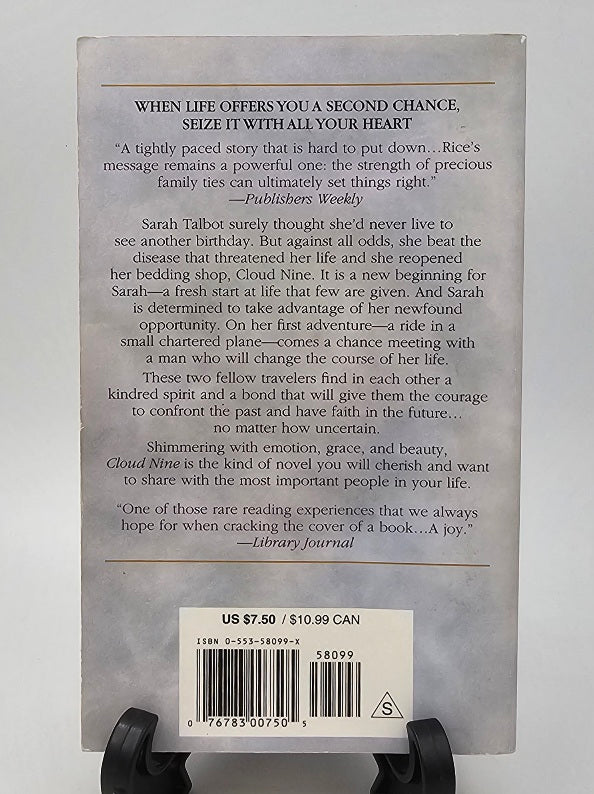 WHEN LIFE OFFERS YOU A SECOND CHANCE,
SEIZE IT WITH ALL YOUR HEART
“A tightly paced story that is hard to put down...Rice's
message remains a powerful one: the strength of precious
family ties can ultimately set things right.”
—Publishers Weekly
Sarah Talbot surely thought she'd never live to
see another birthday. But against all odds, she beat the
disease that threatened her life and she reopened
her bedding shop, Cloud Nine. It is a new beginning for
Sarah—a fresh start at life that few are given. And Sarah
is determined to take advantage of her newfound
opportunity. On her first adventure—a ride in a
small chartered plane—comes a chance meeting with
a man who will change the course of her life.
These two fellow travelers find in each other a
kindred spirit and a bond that will give them the courage
to confront the past and have faith in the future...
no matter how uncertain.
Shimmering with emotion, grace, and beauty,
Cloud Nine is the kind of novel you will cherish and want
to share with the most important people in your life.
“One of those rare reading experiences that we always
hope for when cracking the cover of a book...A joy.”
—Library Journal
US $7.50 / $10.99 CAN
ISBN 0-553-58099-X
58099
0 76783 00750 5
S